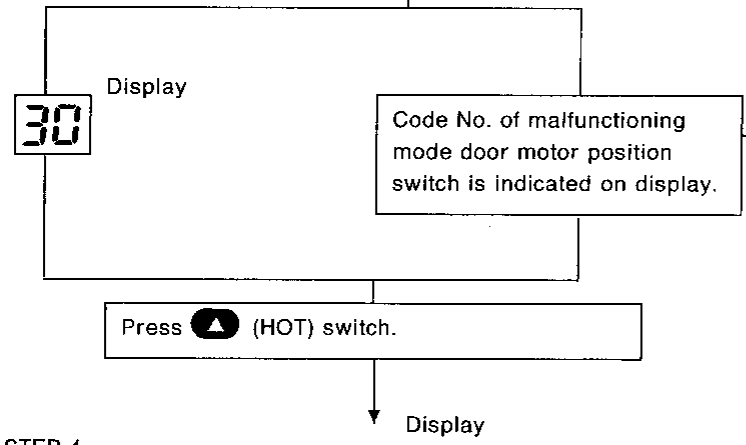 Display
30
Code No. of malfunctioning
mode door motor position
switch is indicated on display.
Press (HOT) switch.
Display
STEP 4